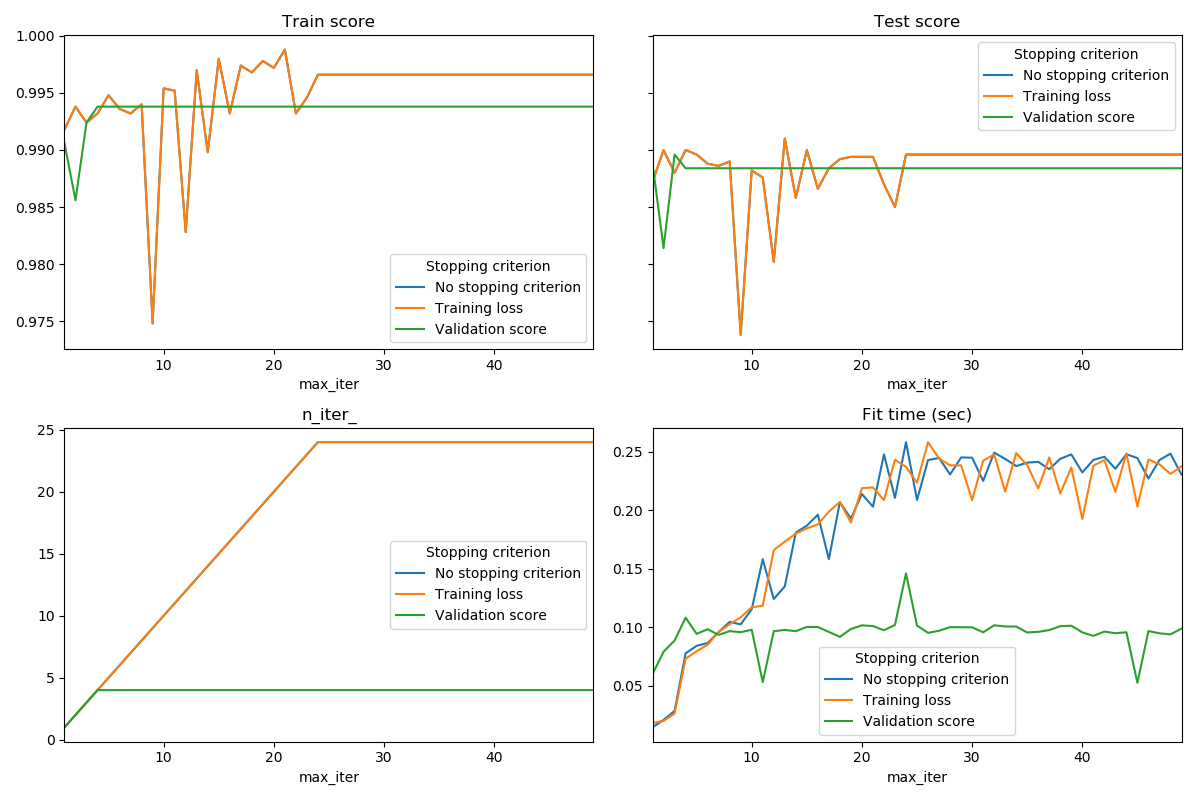 Train score
1.000
0.995
0.990
0.985
0.980
0.975
Stopping criterion
No stopping criterion
Training loss
Validation score
10 20 30 40
max_iter
Test score
Stopping criterion
No stopping criterion
Training loss
Validation score
10 20 30 40
max_iter
n_iter_
25
20
15
10
5
0
Stopping criterion
No stopping criterion
Training loss
Validation score
10 20 30 40
max_iter
Fit time (sec)
0.25
0.20
0.15
0.10
0.05
Stopping criterion
No stopping criterion
Training loss
Validation score
10 20 30 40
max_iter